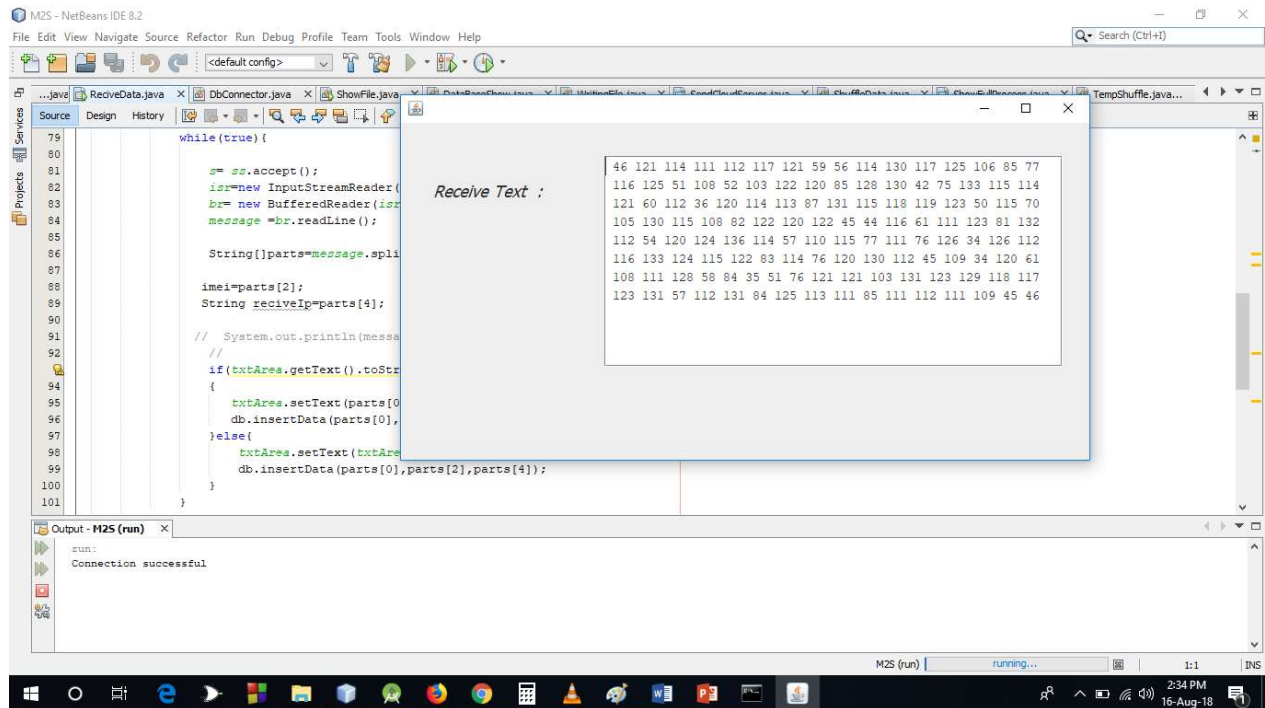 M2S - NetBeans IDE 8.2
File Edit View Navigate Source Refactor Run Debug Profile Team Tools Window Help
Search (Ctrl+I)
<default config>
...java ReciveData.java DbConnector.java ShowFile.java DataBaseShow.java WritingFile.java SendCloudServer.java ShuffleData.java ShowFullProcess.java TempShuffle.java...
Source Design History
Services
Projects
79 while(true){
80
81 s= ss.accept();
82 isr=new InputStreamReader(
83 br= new BufferedReader(isr
84 message =br.readLine();
85
86 String[]parts=message.spli
87
88 imei=parts[2];
89 String reciveIp=parts[4];
90
91 // System.out.println(messa
92 //
if(txtArea.getText().toStr
94 {
95 txtArea.setText(parts[0
96 db.insertData(parts[0],
97 }else{
98 txtArea.setText(txtAre
99 db.insertData(parts[0],parts[2],parts[4]);
100 }
101 }
Receive Text :
46 121 114 111 112 117 121 59 56 114 130 117 125 106 85 77
116 125 51 108 52 103 122 120 85 128 130 42 75 133 115 114
121 60 112 36 120 114 113 87 131 115 118 119 123 50 115 70
105 130 115 108 82 122 120 122 45 44 116 61 111 123 81 132
112 54 120 124 136 114 57 110 115 77 111 76 126 34 126 112
116 133 124 115 122 83 114 76 120 130 112 45 109 34 120 61
108 111 128 58 84 35 51 76 121 121 103 131 123 129 118 117
123 131 57 112 131 84 125 113 111 85 111 112 111 109 45 46
Output - M2S (run)
run:
Connection successful
M2S (run) running... 1:1 INS
2:34 PM
16-Aug-18